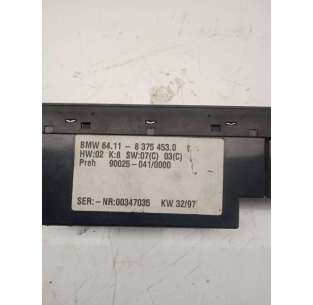 BMW 64.11 - 8 375 453.0
HW:02 K:8 SW:07(C) 03(C)
Preh 90025-041/0000
SER:-NR:00347035 KW 32/97